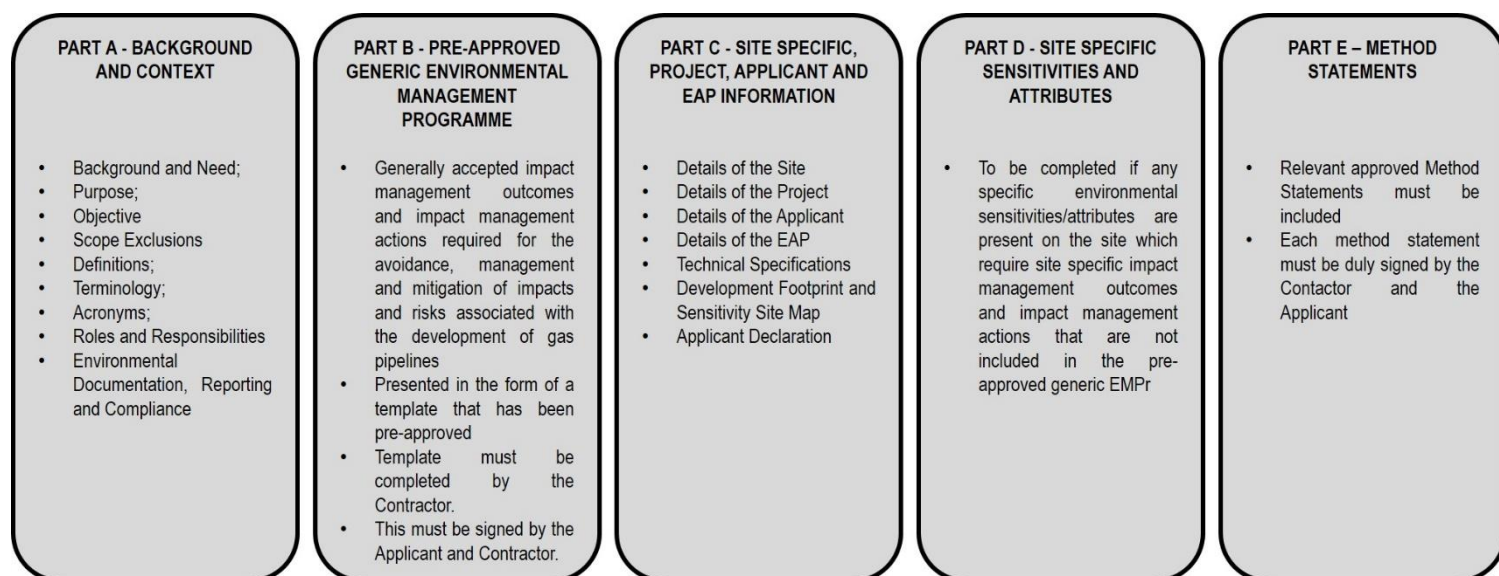 PART A - BACKGROUND
AND CONTEXT
• Background and Need;
• Purpose;
• Objective
• Scope Exclusions
• Definitions;
• Terminology;
• Acronyms;
• Roles and Responsibilities
• Environmental
Documentation, Reporting
and Compliance
PART B - PRE-APPROVED
GENERIC ENVIRONMENTAL
MANAGEMENT
PROGRAMME
• Generally accepted impact
management outcomes
and impact management
actions required for the
avoidance, management
and mitigation of impacts
and risks associated with
the development of gas
pipelines
• Presented in the form of a
template that has been
pre-approved
• Template must be
completed by the
Contractor.
• This must be signed by the
Applicant and Contractor.
PART C - SITE SPECIFIC,
PROJECT, APPLICANT AND
EAP INFORMATION
• Details of the Site
• Details of the Project
• Details of the Applicant
• Details of the EAP
• Technical Specifications
• Development Footprint and
Sensitivity Site Map
• Applicant Declaration
PART D - SITE SPECIFIC
SENSITIVITIES AND
ATTRIBUTES
• To be completed if any
specific environmental
sensitivities/attributes are
present on the site which
require site specific impact
management outcomes
and impact management
actions that are not
included in the pre-
approved generic EMPr
PART E – METHOD
STATEMENTS
• Relevant approved Method
Statements must be
included
• Each method statement
must be duly signed by the
Contactor and the
Applicant